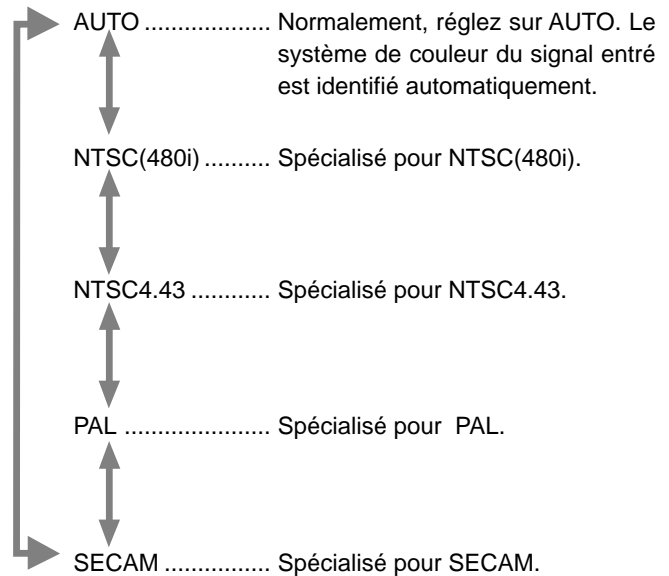 AUTO ................... Normalement, réglez sur AUTO. Le
système de couleur du signal entré
est identifié automatiquement.
NTSC(480i) .......... Spécialisé pour NTSC(480i).
NTSC4.43 ............ Spécialisé pour NTSC4.43.
PAL ...................... Spécialisé pour  PAL.
SECAM ................ Spécialisé pour SECAM.